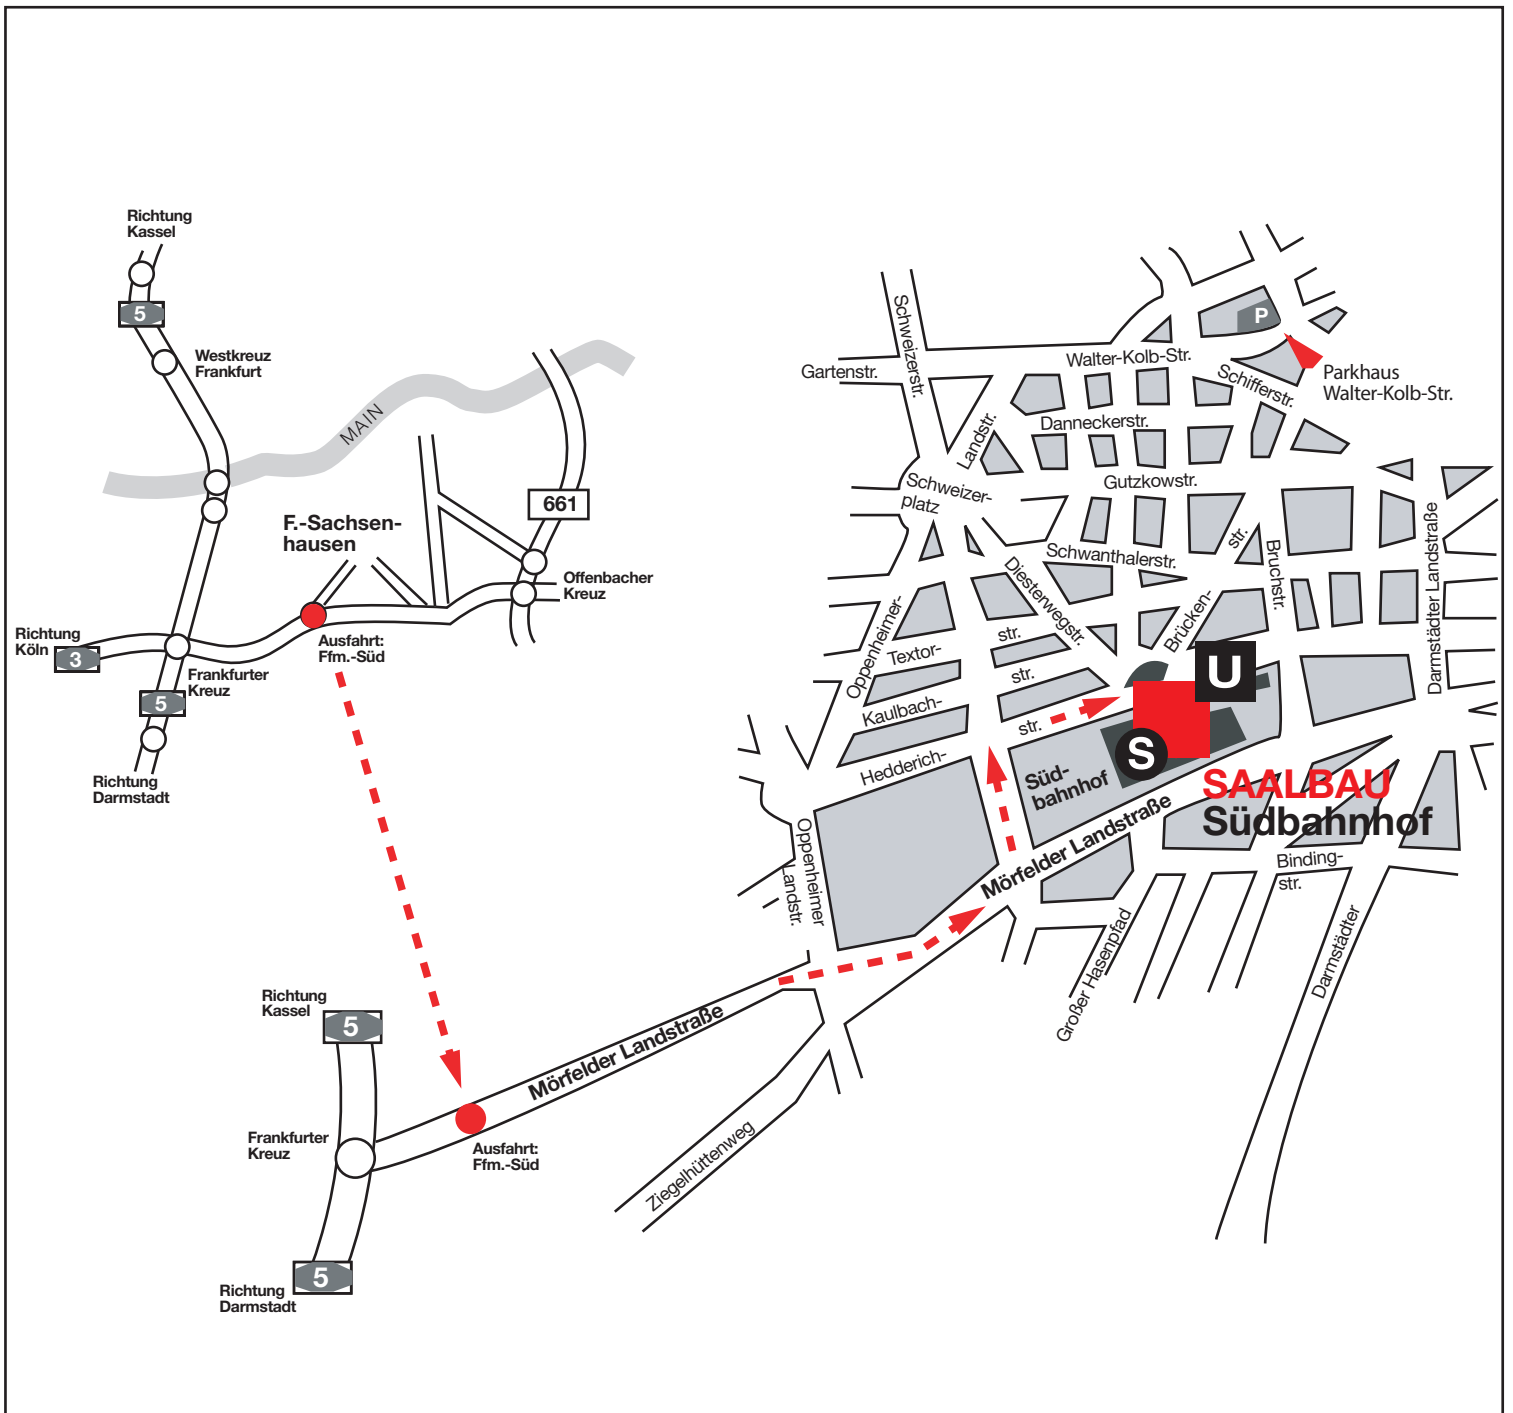 Richtung
Kassel
5
Westkreuz
Frankfurt
MAIN
F.-Sachsen-
hausen
661
Offenbacher
Kreuz
Richtung
Köln
3
Ausfahrt:
Ffm.-Süd
Frankfurter
Kreuz
5
Richtung
Darmstadt
Richtung
Kassel
5
Frankfurter
Kreuz
Ausfahrt:
Ffm.-Süd
5
Richtung
Darmstadt
Mörfelder Landstraße
Ziegelhüttenweg
Schweizerstr.
Gartenstr.
Walter-Kolb-Str.
P
Parkhaus
Walter-Kolb-Str.
Schifferstr.
Danneckerstr.
Landstr.
Gutzkowstr.
Schweizer-
platz
Schwanthalerstr.
str.
Bruchstr.
Darmstädter Landstraße
Diesterwegstr.
Brücken-
Oppenheimer-
Textor-
str.
Kaulbach-
str.
Hedderich-
str.
U
S
Süd-
bahnhof
SAALBAU
Südbahnhof
Mörfelder Landstraße
Oppenheimer
Landstr.
Binding-
str.
Großer Hasenpfad
Darmstädter